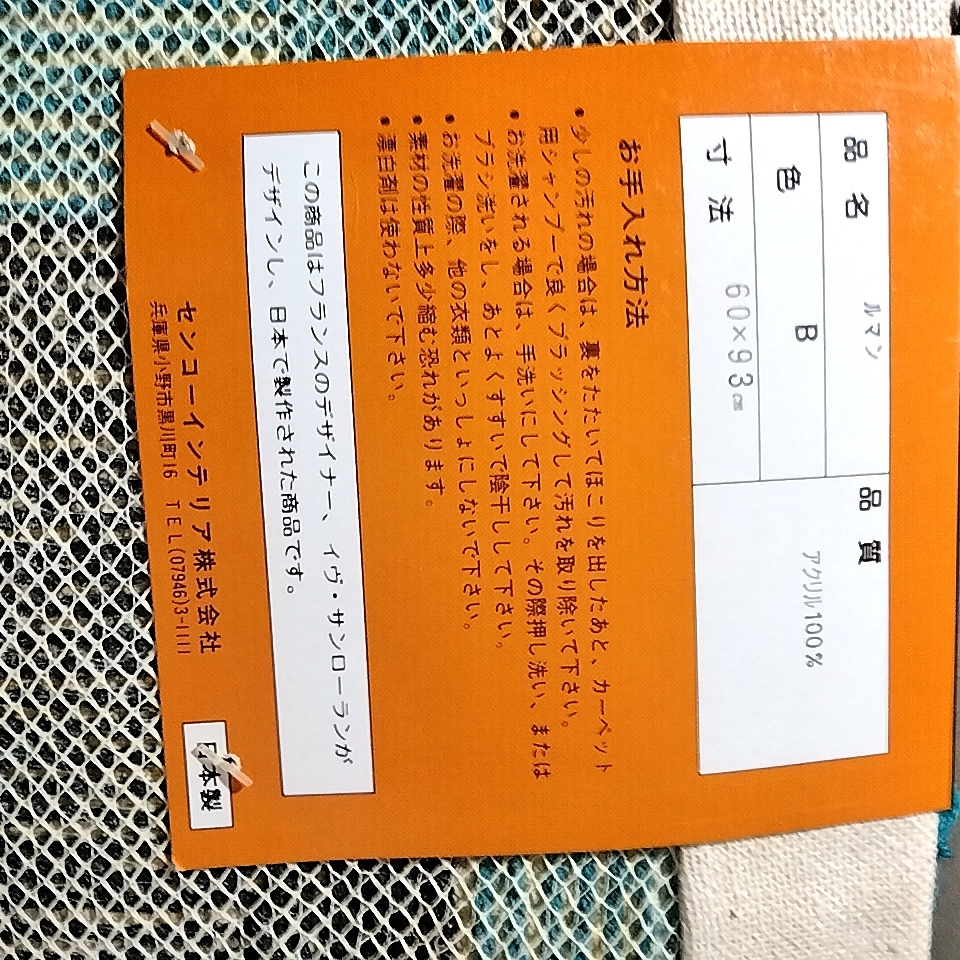 品名 ルマン
色 B
寸法 60×93cm
品質
アクリル100%
お手入れ方法
●少しの汚れの場合は、裏をたたいてほこりを出したあと、カーペット
用シャンプーで良くブラッシングして汚れを取り除いて下さい。
●お洗濯される場合は、手洗いにして下さい。その際押し洗い、または
ブラシ洗いをし、あとよくすすいで陰干しして下さい。
●お洗濯の際、他の衣類といっしょにしないで下さい。
●素材の性質上多少縮む恐れがあります。
●漂白剤は使わないで下さい。
この商品はフランスのデザイナー、イヴ・サンローランが
デザインし、日本で製作された商品です。
センコーインテリア株式会社
兵庫県小野市黒川町16 TEL(07946)3-1111
日本製